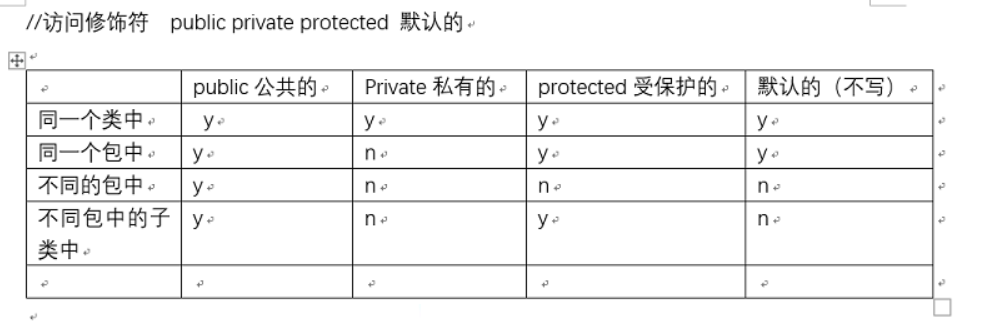 //访问修饰符 public private protected 默认的
public 公共的 Private 私有的 protected 受保护的 默认的（不写）
同一个类中 y y y y
同一个包中 y n y y
不同的包中 y n n n
不同包中的子 y n y n
类中